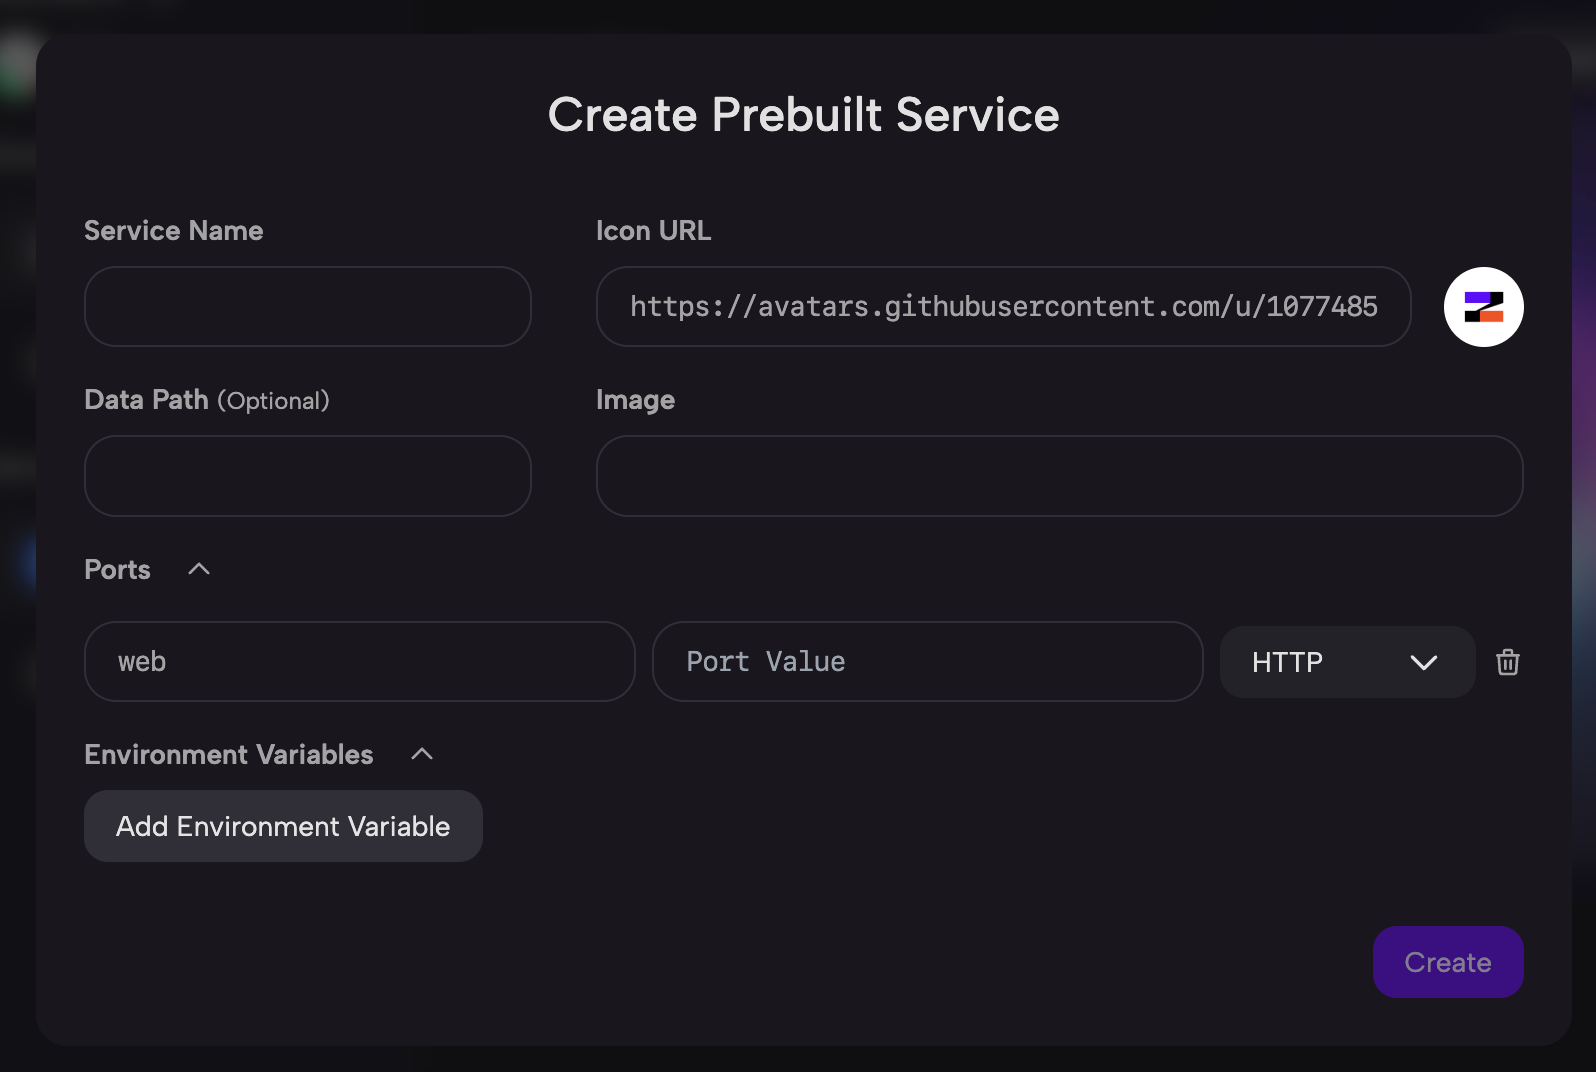 Create Prebuilt Service
Service Name
Icon URL
https://avatars.githubusercontent.com/u/1077485
Data Path (Optional)
Image
Ports
web
Port Value
HTTP
Environment Variables
Add Environment Variable
Create